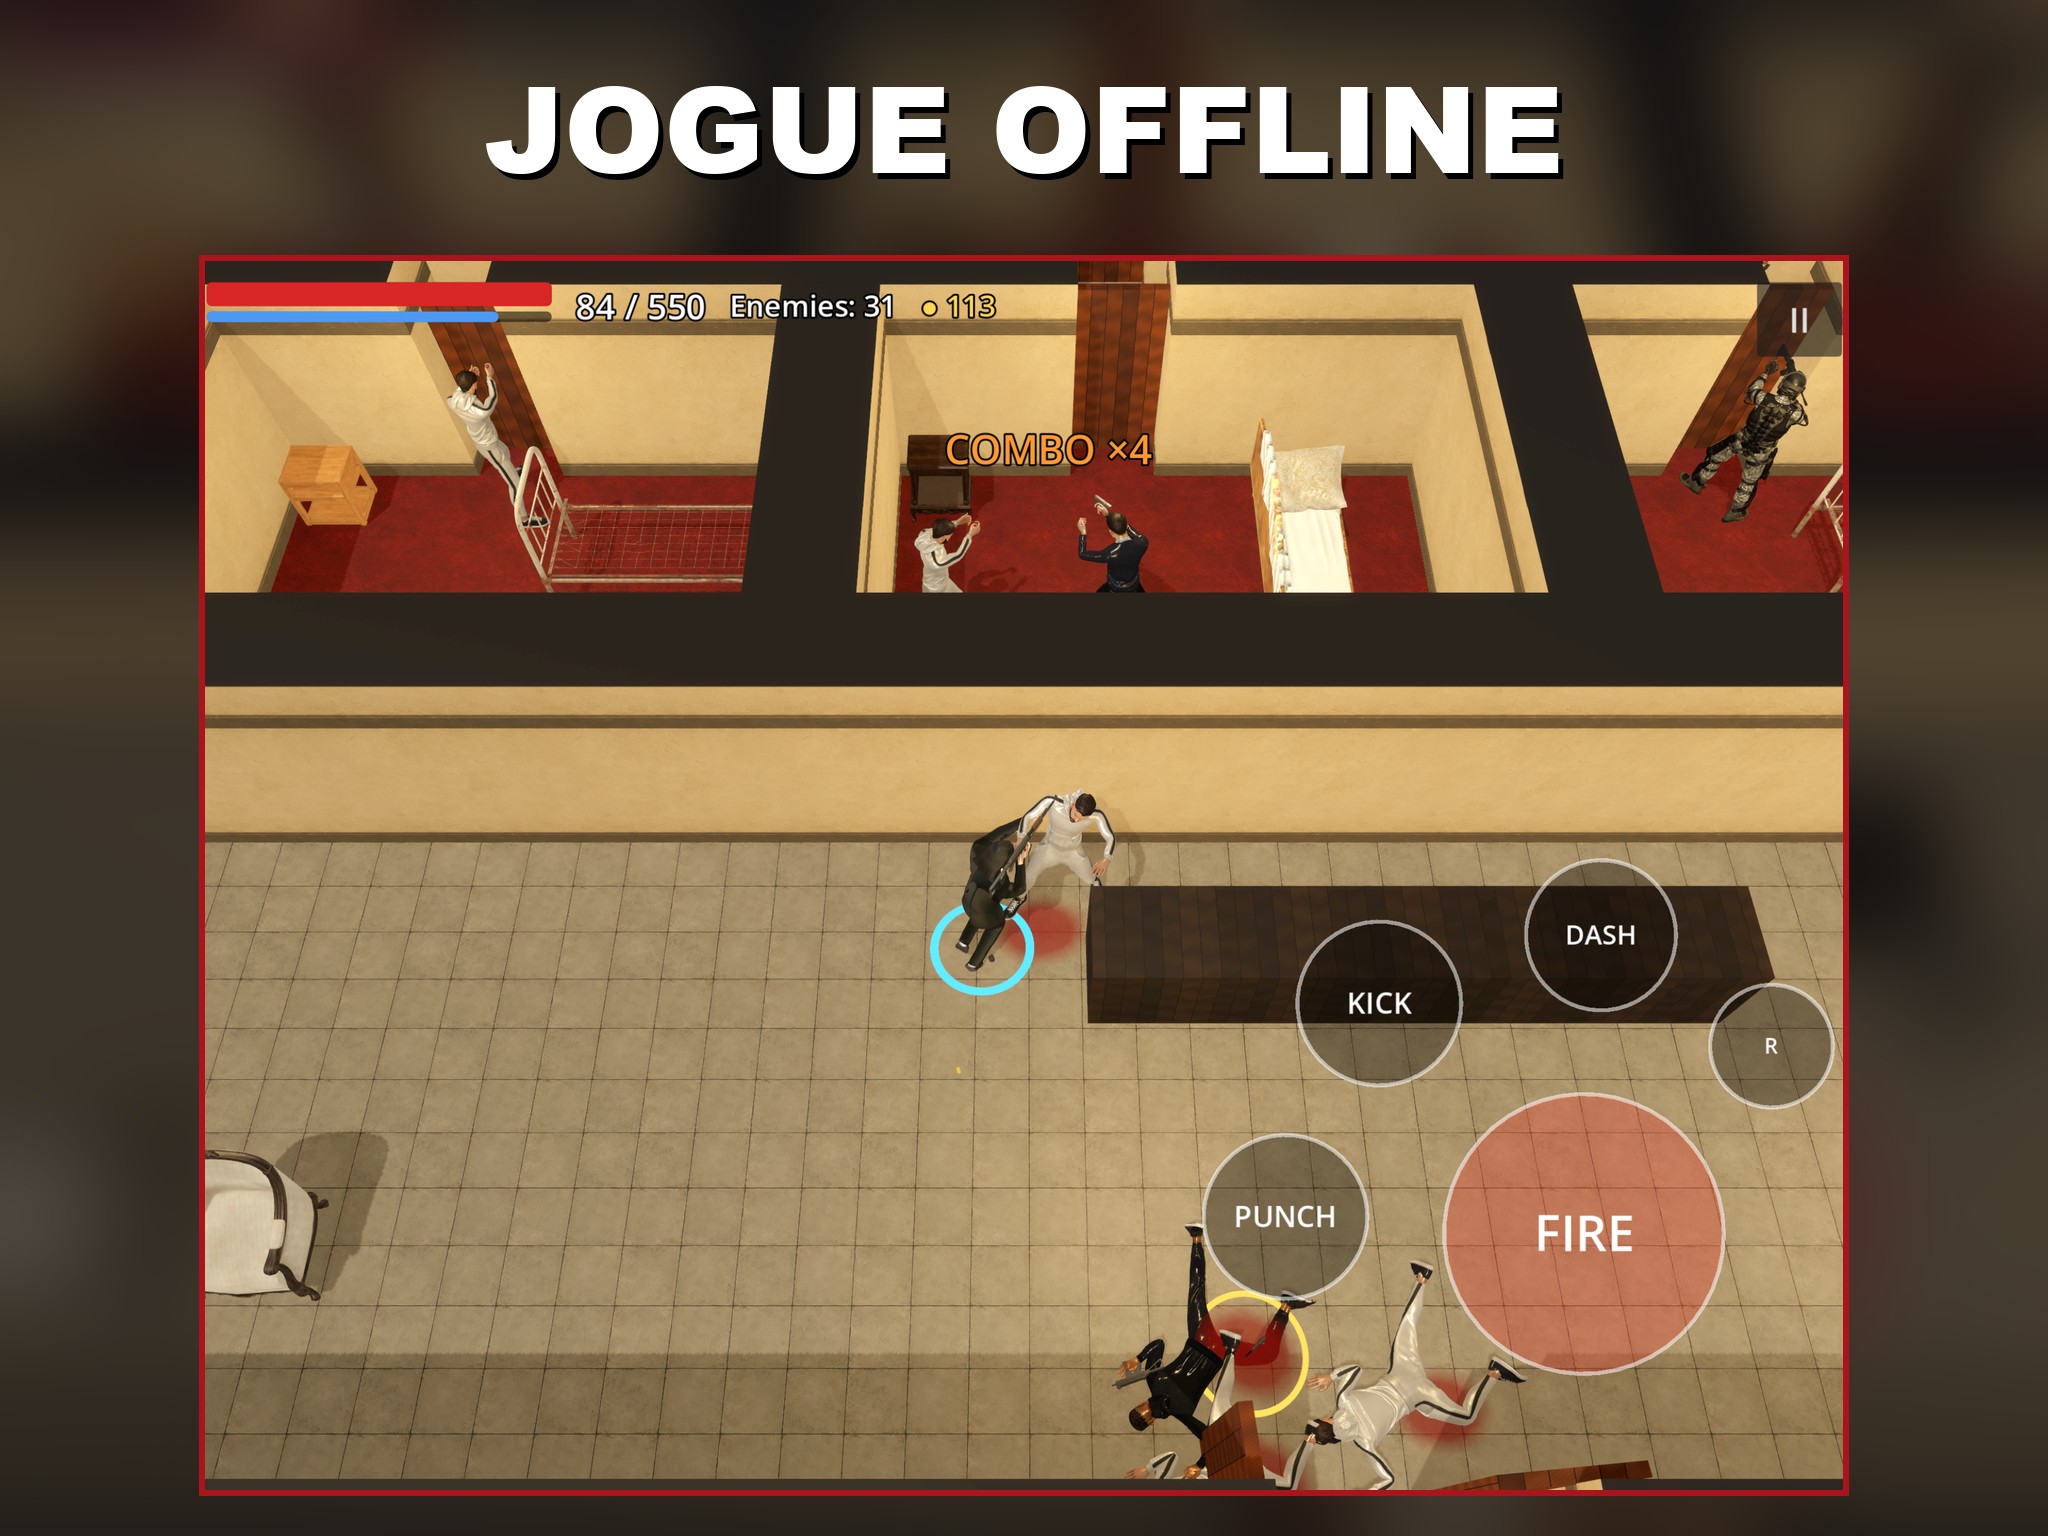 JOGUE OFFLINE
84 / 550 Enemies: 31 113
COMBO ×4
DASH
KICK
R
PUNCH
FIRE